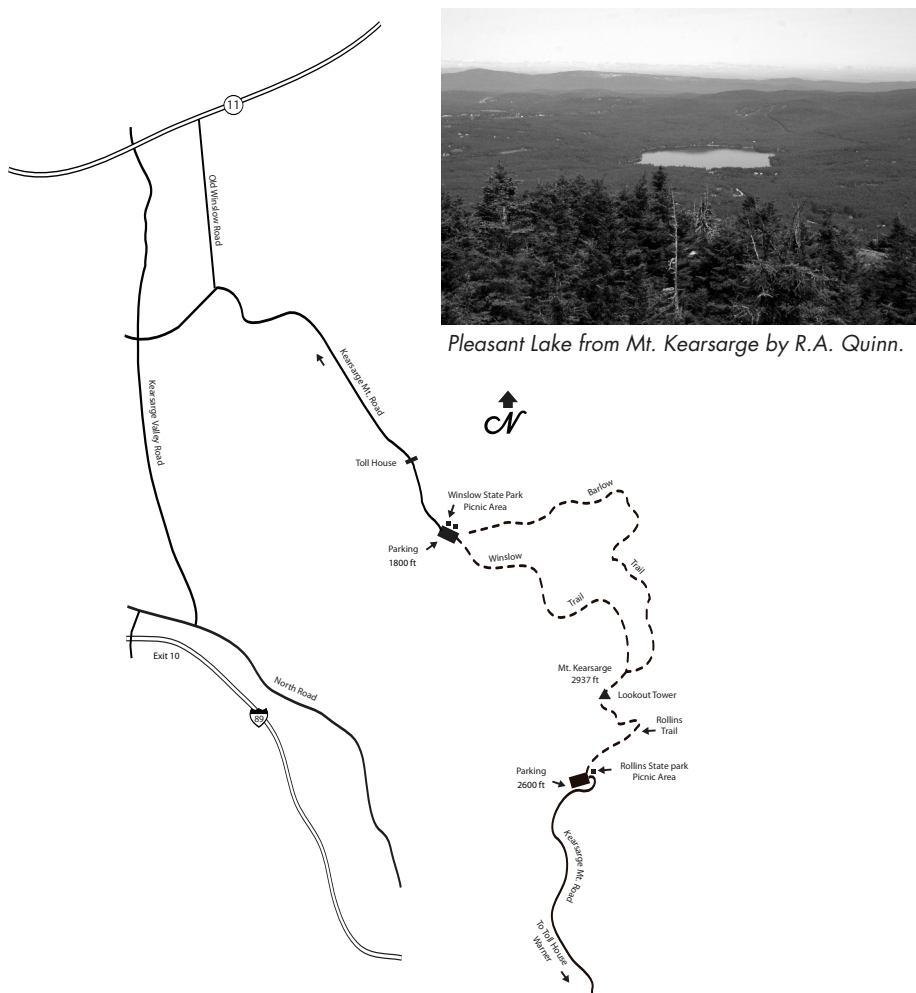 11
Old Winslow Road
Pleasant Lake from Mt. Kearsarge by R.A. Quinn.
Kearsarge Mt. Road
Kearsarge Valley Road
N
Toll House
Winslow State Park
Picnic Area
Barlow
Trail
Parking
1800 ft
Winslow
Trail
Exit 10
North Road
89
Mt. Kearsarge
2937 ft
Lookout Tower
Rollins
Trail
Parking
2600 ft
Rollins State park
Picnic Area
Kearsarge Mt. Road
To Toll House
Warner